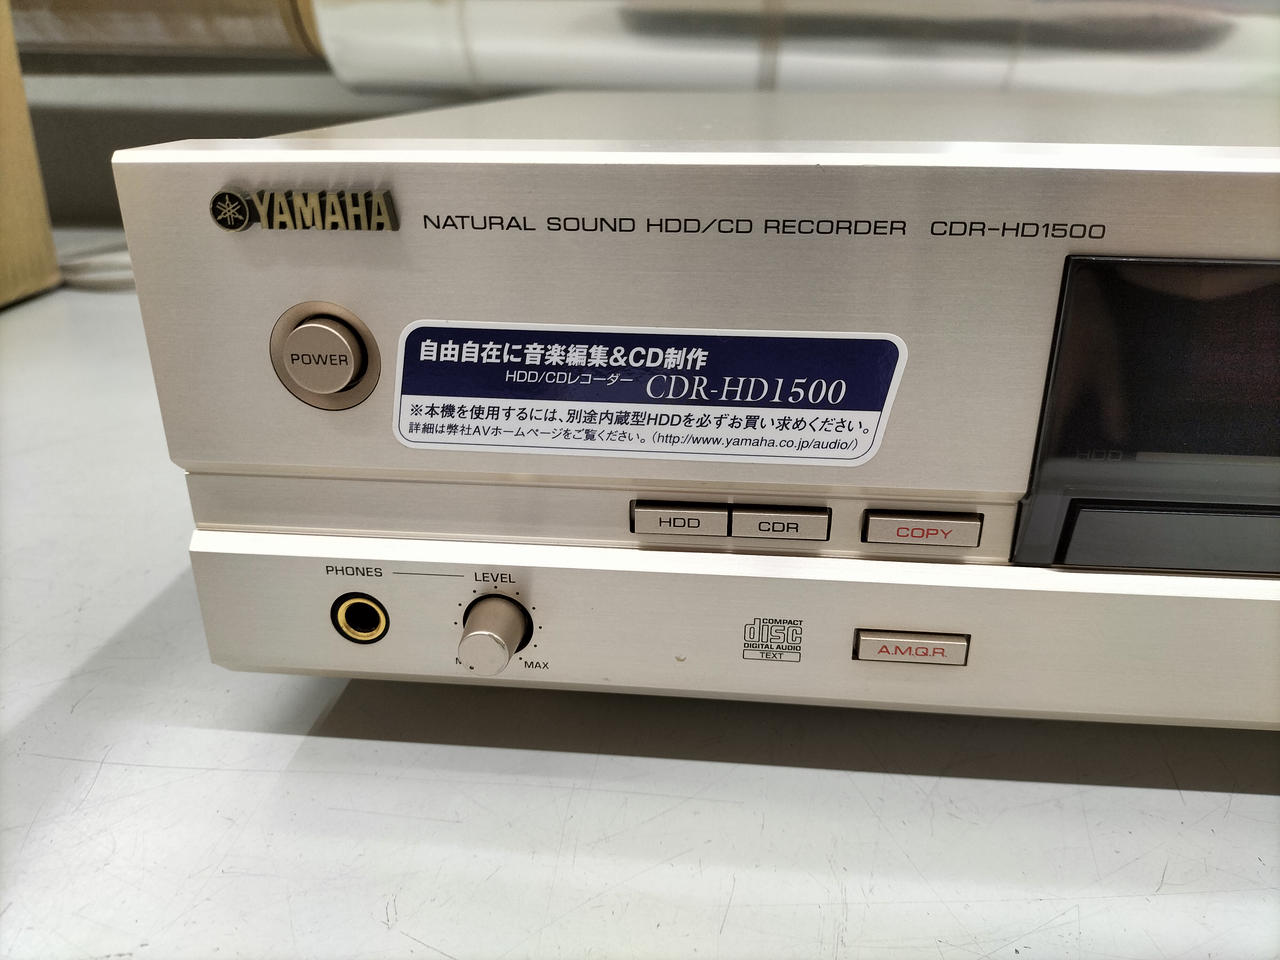 YAMAHA NATURAL SOUND HDD/CD RECORDER CDR-HD1500
POWER
自由自在に音楽編集&CD制作
HDD/CDレコーダー CDR-HD1500
※本機を使用するには、別途内蔵型HDDを必ずお買い求めください。
詳細は弊社AVホームページをご覧ください。(http://www.yamaha.co.jp/audio/)
HDD
HDD CDR COPY
PHONES LEVEL
MAX
COMPACT
disc
DIGITAL AUDIO
TEXT
A.M.Q.R.